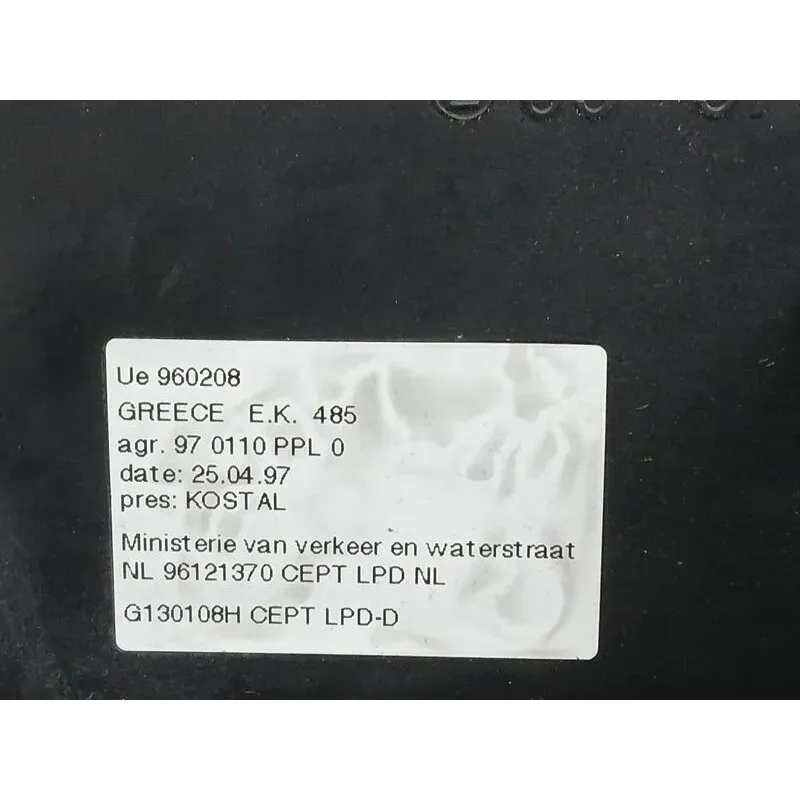 Ue 960208
GREECE E.K. 485
agr. 97 0110 PPL 0
date: 25.04.97
pres: KOSTAL
Ministerie van verkeer en waterstraat
NL 96121370 CEPT LPD NL
G130108H CEPT LPD-D